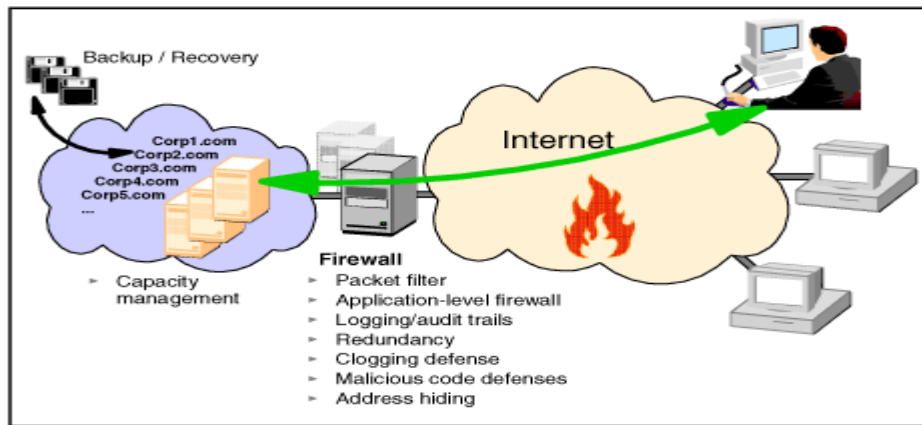 Backup / Recovery
Corp1.com
Corp2.com
Corp3.com
Corp4.com
Corp5.com
...
► Capacity
management
Internet
Firewall
► Packet filter
► Application-level firewall
► Logging/audit trails
► Redundancy
► Clogging defense
► Malicious code defenses
► Address hiding